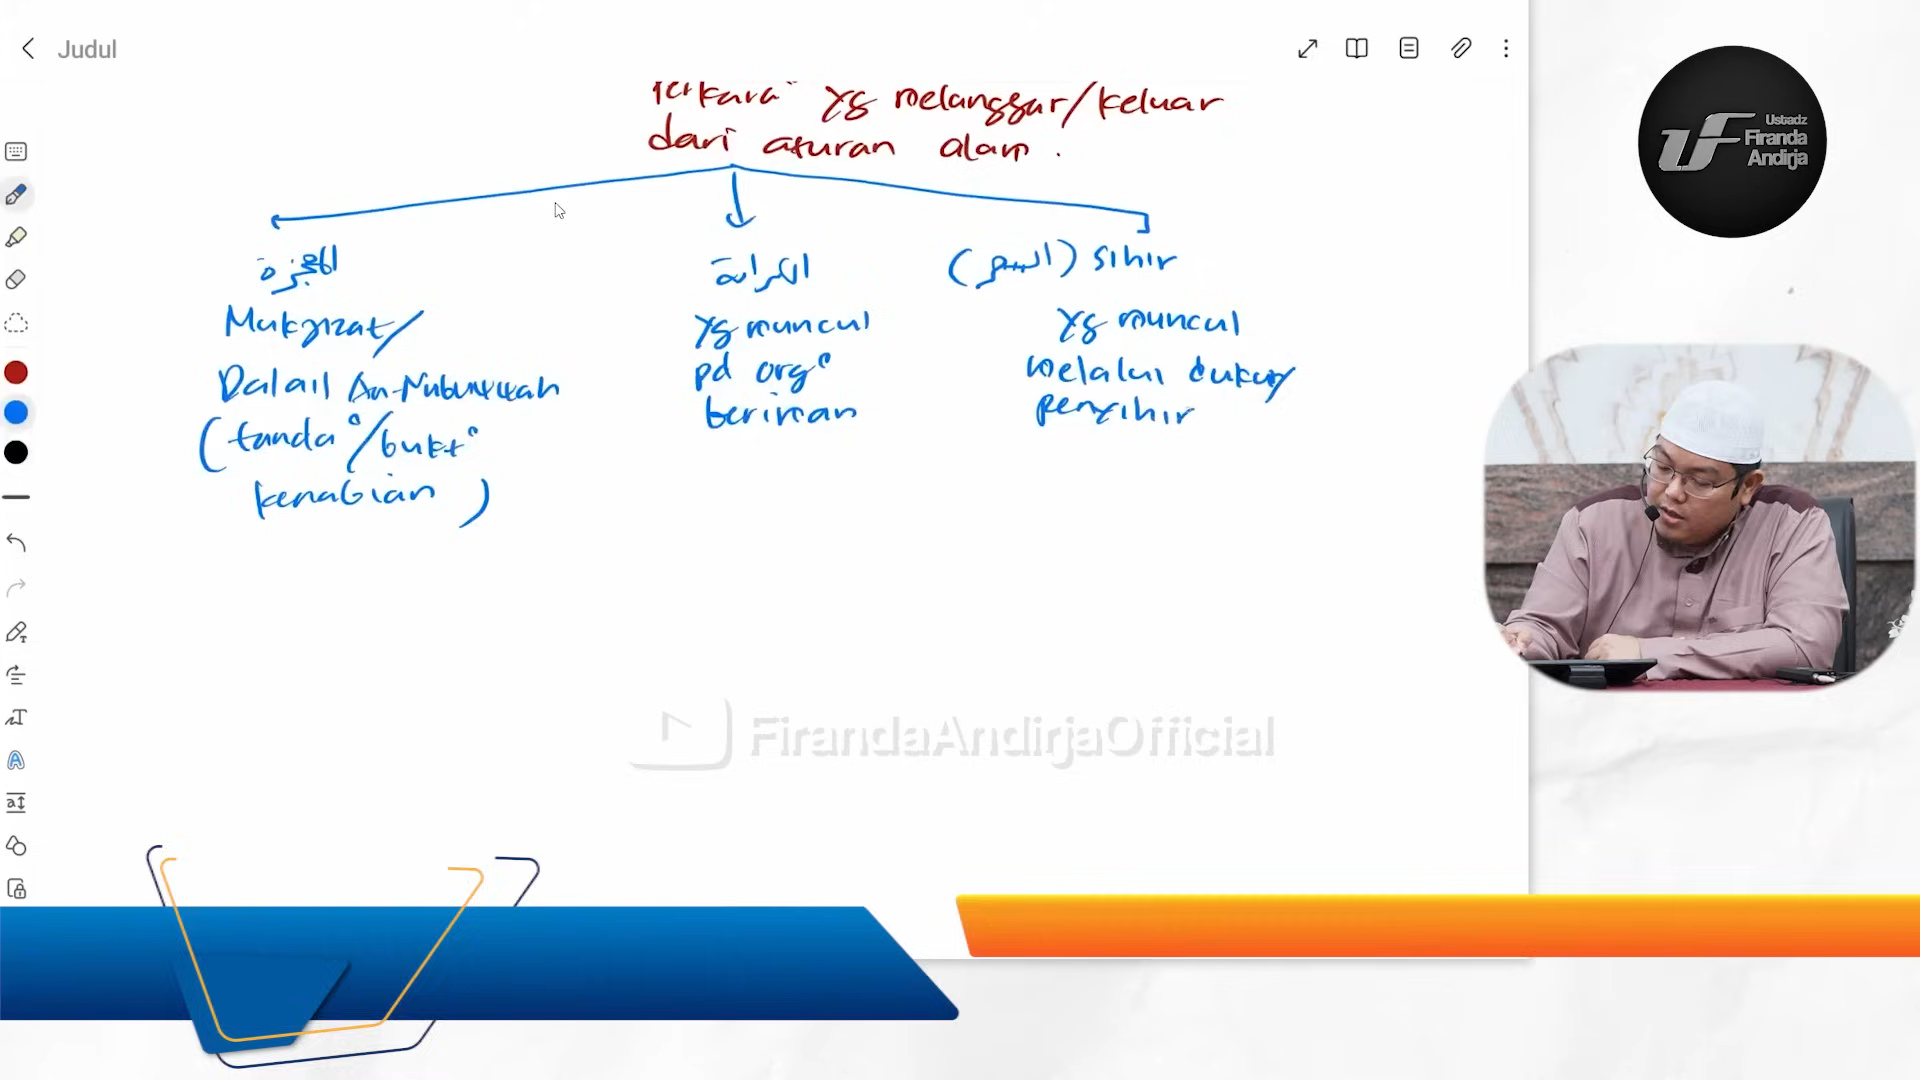 Judul
Perkara² yg melanggar/keluar
dari aturan alam.
المعجزة
Mukjizat/
Dalail An-Nubuwwah
(tanda²/bukt²
kenabian)
الكرامة
yg muncul
pd org²
beriman
(السحر) sihir
yg muncul
melalui dukun/
penyihir
Ustadz
Firanda
Andirja
FirandaAndirjaOfficial